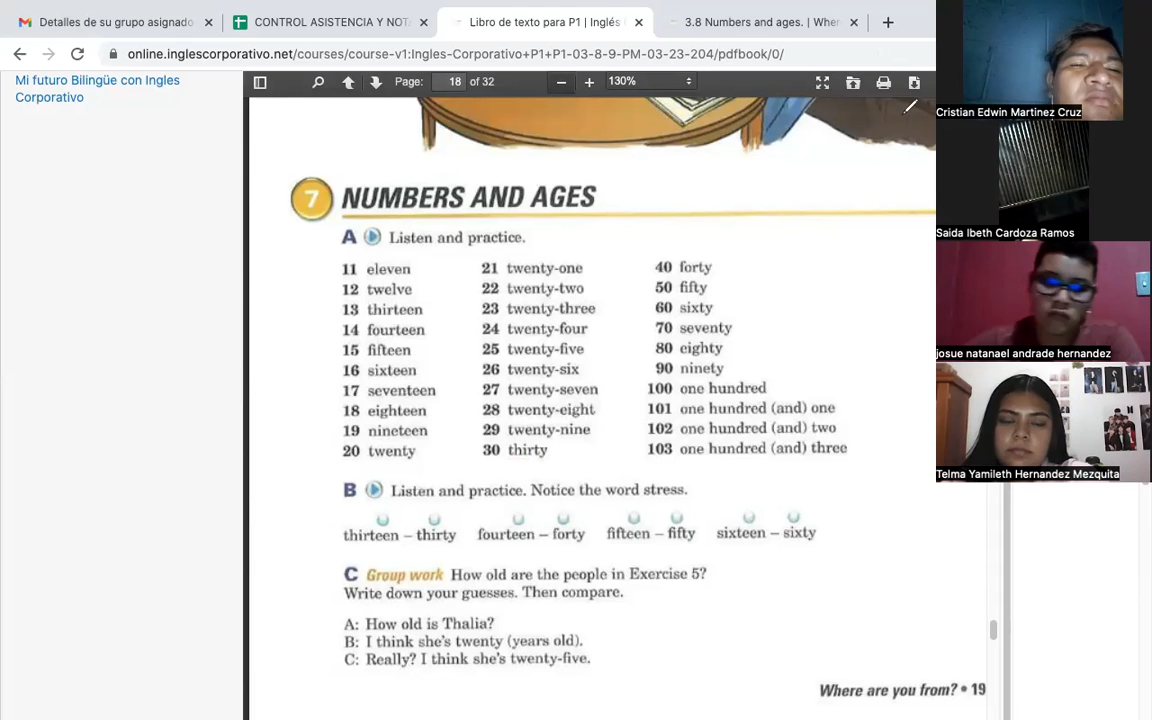 Detalles de su grupo asignado
CONTROL ASISTENCIA Y NOT
Libro de texto para P1 | Inglés
3.8 Numbers and ages. | Wher
online.inglescorporativo.net/courses/course-v1:Ingles-Corporativo+P1+P1-03-8-9-PM-03-23-204/pdfbook/0/
Mi futuro Bilingüe con Ingles
Corporativo
Page: 18 of 32
130%
7 NUMBERS AND AGES
A Listen and practice.
11 eleven 21 twenty-one 40 forty
12 twelve 22 twenty-two 50 fifty
13 thirteen 23 twenty-three 60 sixty
14 fourteen 24 twenty-four 70 seventy
15 fifteen 25 twenty-five 80 eighty
16 sixteen 26 twenty-six 90 ninety
17 seventeen 27 twenty-seven 100 one hundred
18 eighteen 28 twenty-eight 101 one hundred (and) one
19 nineteen 29 twenty-nine 102 one hundred (and) two
20 twenty 30 thirty 103 one hundred (and) three
B Listen and practice. Notice the word stress.
thirteen – thirty fourteen – forty fifteen – fifty sixteen – sixty
C Group work How old are the people in Exercise 5?
Write down your guesses. Then compare.
A: How old is Thalia?
B: I think she's twenty (years old).
C: Really? I think she's twenty-five.
Where are you from? • 19
Cristian Edwin Martinez Cruz
Saida Ibeth Cardoza Ramos
josue natanael andrade hernandez
Telma Yamileth Hernandez Mezquita